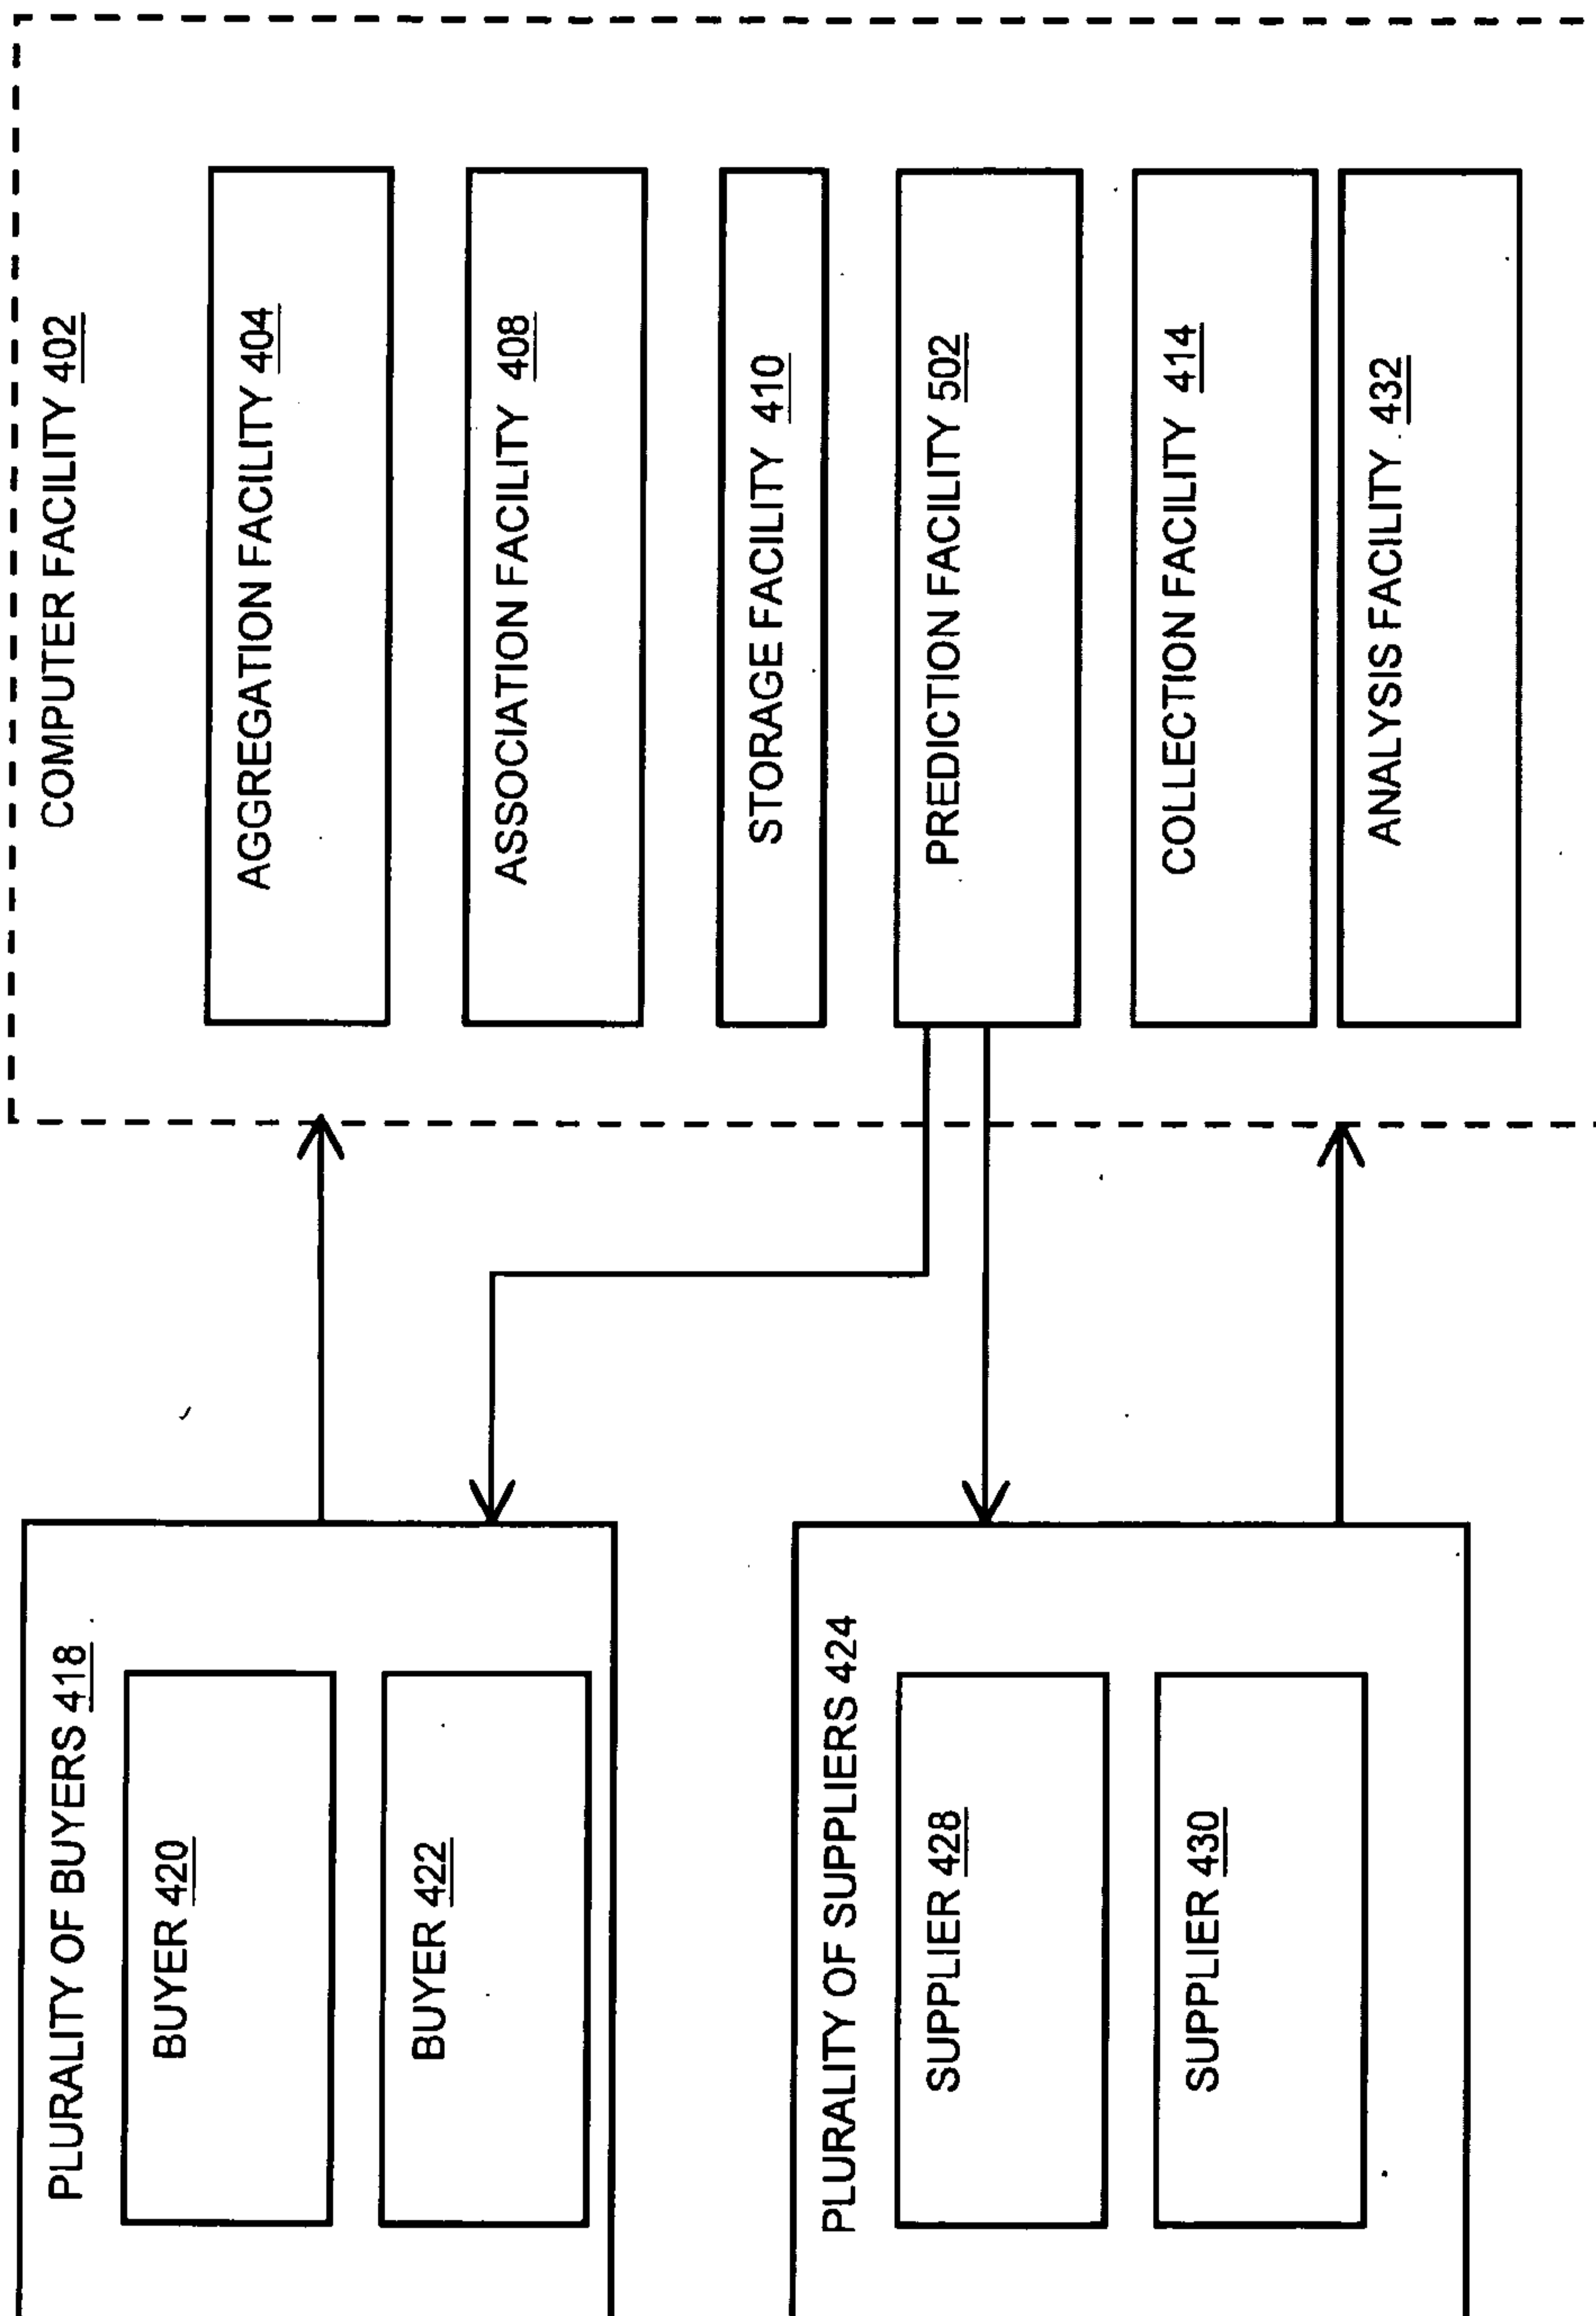 PLURALITY OF BUYERS 418
BUYER 420
BUYER 422
PLURALITY OF SUPPLIERS 424
SUPPLIER 428
SUPPLIER 430
COMPUTER FACILITY 402
AGGREGATION FACILITY 404
ASSOCIATION FACILITY 408
STORAGE FACILITY 410
PREDICTION FACILITY 502
COLLECTION FACILITY 414
ANALYSIS FACILITY 432